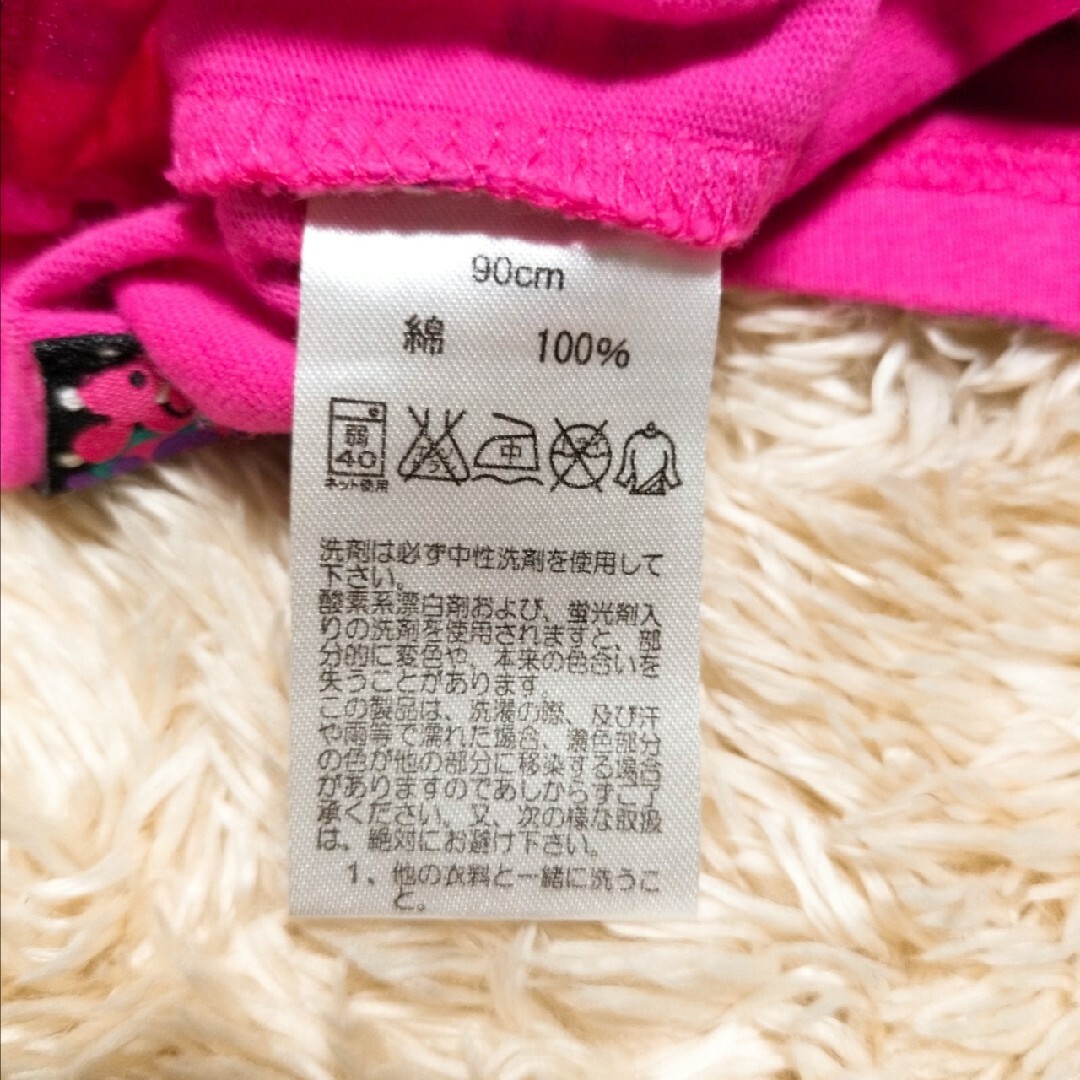 90cm
綿 100%
弱
40
中
ネット使用
洗剤は必ず中性洗剤を使用して
下さい。
酸素系漂白剤および、蛍光剤入
りの洗剤を使用されますと、部
分的に変色や、本来の色合いを
失うことがあります。
この製品は、洗濯の際、及び汗
や雨等で濡れた場合、濃色部分
の色が他の部分に移染する場合
がありますのであしからずご了
承ください。又、次の様な取扱
は、絶対にお避け下さい。
1、他の衣料と一緒に洗うこ
と。